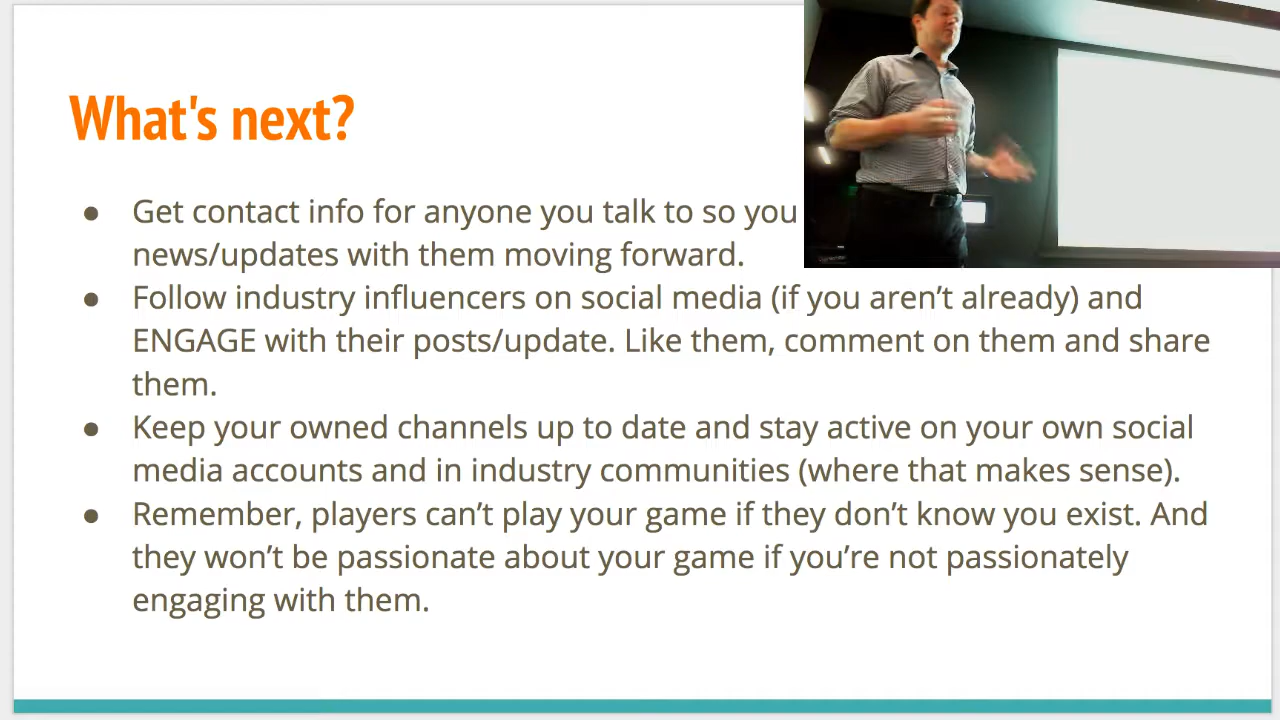 What's next?
● Get contact info for anyone you talk to so you
news/updates with them moving forward.
● Follow industry influencers on social media (if you aren’t already) and
ENGAGE with their posts/update. Like them, comment on them and share
them.
● Keep your owned channels up to date and stay active on your own social
media accounts and in industry communities (where that makes sense).
● Remember, players can’t play your game if they don’t know you exist. And
they won’t be passionate about your game if you’re not passionately
engaging with them.